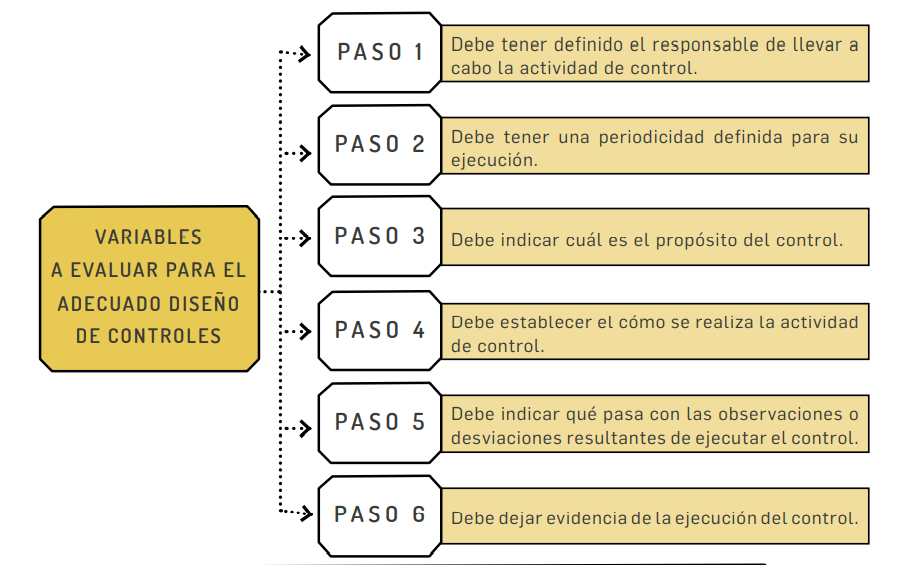 VARIABLES
A EVALUAR PARA EL
ADECUADO DISEÑO
DE CONTROLES
PASO 1
Debe tener definido el responsable de llevar a
cabo la actividad de control.
PASO 2
Debe tener una periodicidad definida para su
ejecución.
PASO 3
Debe indicar cuál es el propósito del control.
PASO 4
Debe establecer el cómo se realiza la actividad
de control.
PASO 5
Debe indicar qué pasa con las observaciones o
desviaciones resultantes de ejecutar el control.
PASO 6
Debe dejar evidencia de la ejecución del control.